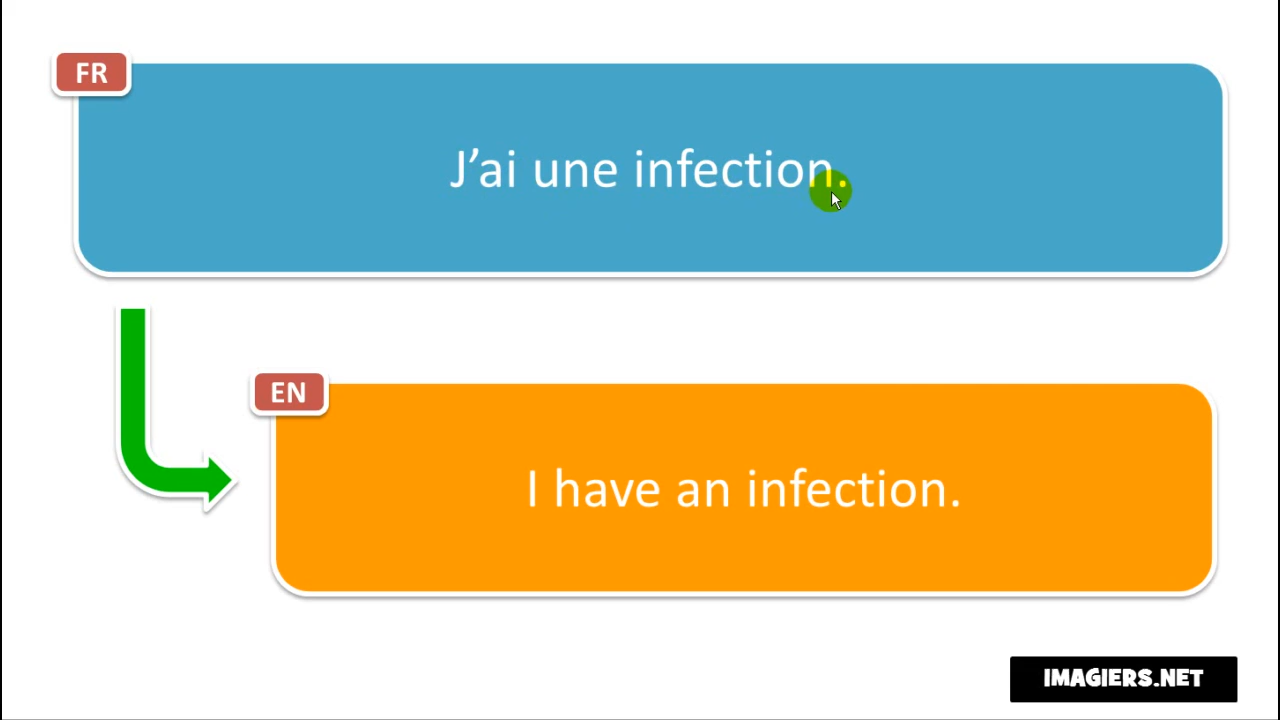 FR
J’ai une infection.
EN
I have an infection.
IMAGIERS.NET